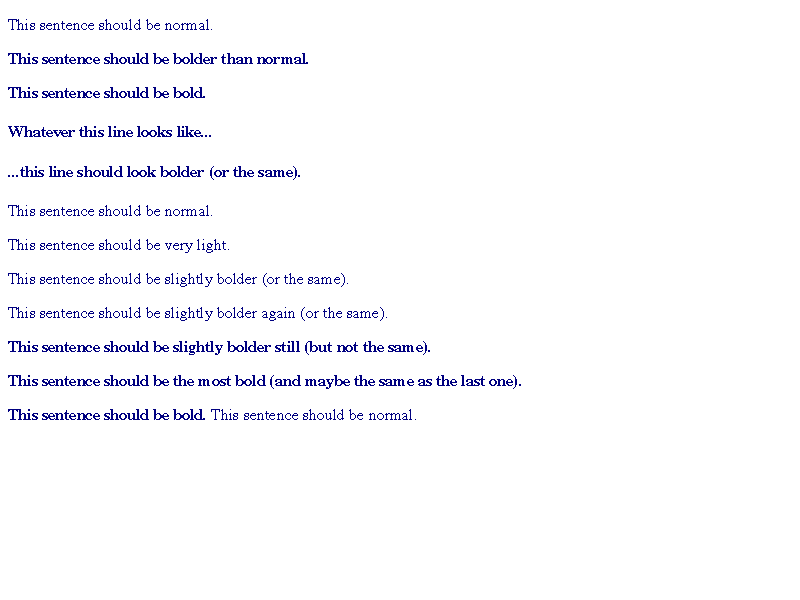 This sentence should be normal.
This sentence should be bolder than normal.
This sentence should be bold.
Whatever this line looks like...
...this line should look bolder (or the same).
This sentence should be normal.
This sentence should be very light.
This sentence should be slightly bolder (or the same).
This sentence should be slightly bolder again (or the same).
This sentence should be slightly bolder still (but not the same).
This sentence should be the most bold (and maybe the same as the last one).
This sentence should be bold. This sentence should be normal.